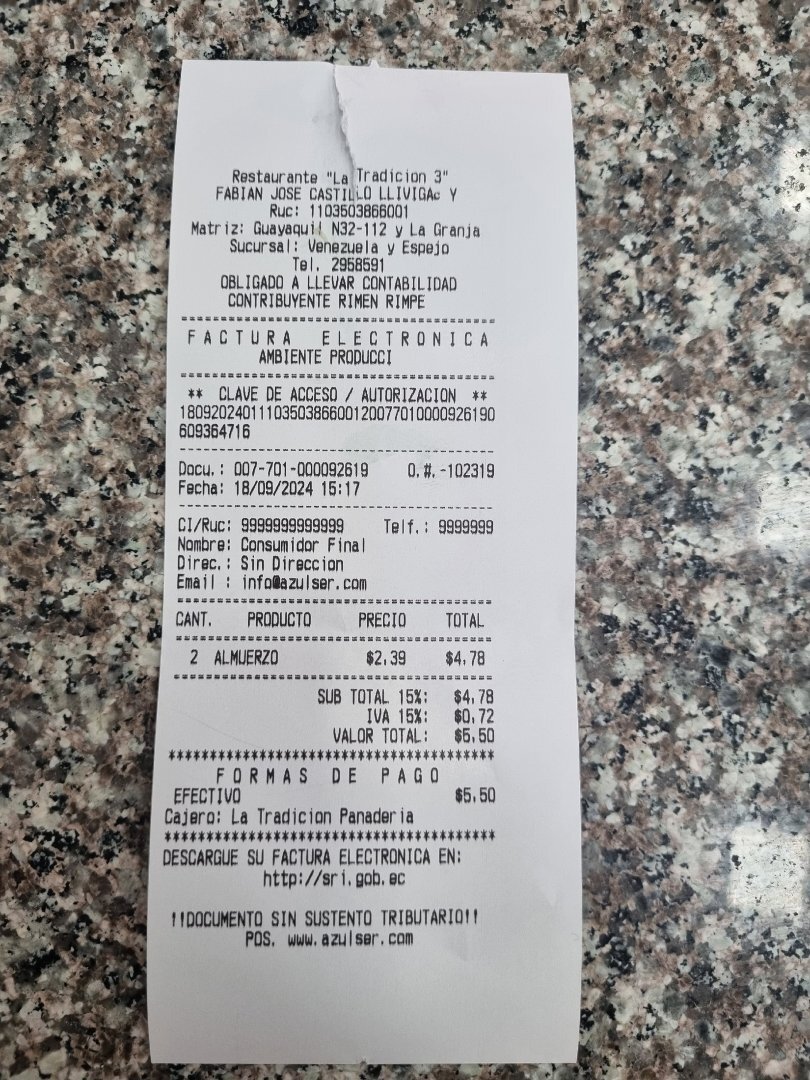 Restaurante "La Tradicion 3"
FABIAN JOSE CASTILLO LLIVIGAC Y
Ruc: 1103503866001
Matriz: Guayaquil N32-112 y La Granja
Sucursal: Venezuela y Espejo
Tel. 2958591
OBLIGADO A LLEVAR CONTABILIDAD
CONTRIBUYENTE RIMEN RIMPE
FACTURA ELECTRONICA
AMBIENTE PRODUCCI
** CLAVE DE ACCESO / AUTORIZACION **
180920240111035038660012007701000092619​0
609364716
Docu.: 007-701-000092619 O.#.-102319
Fecha: 18/09/2024 15:17
CI/Ruc: 9999999999999 Telf.: 9999999
Nombre: Consumidor Final
Direc.: Sin Direccion
Email : info@azulser.com
CANT. PRODUCTO PRECIO TOTAL
2 ALMUERZO $2.39 $4.78
SUB TOTAL 15%: $4.78
IVA 15%: $0.72
VALOR TOTAL: $5.50
FORMAS DE PAGO
EFECTIVO $5.50
Cajero: La Tradicion Panaderia
DESCARGUE SU FACTURA ELECTRONICA EN:
http://sri.gob.ec
!!DOCUMENTO SIN SUSTENTO TRIBUTARIO!!
POS. www.azulser.com